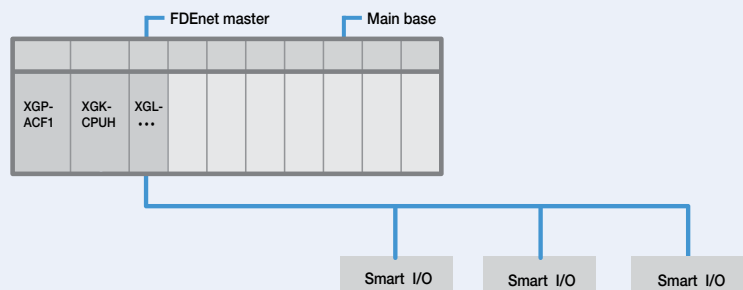 FDEnet master
Main base
XGP-
ACF1
XGK-
CPUH
XGL-
•••
Smart I/O
Smart I/O
Smart I/O